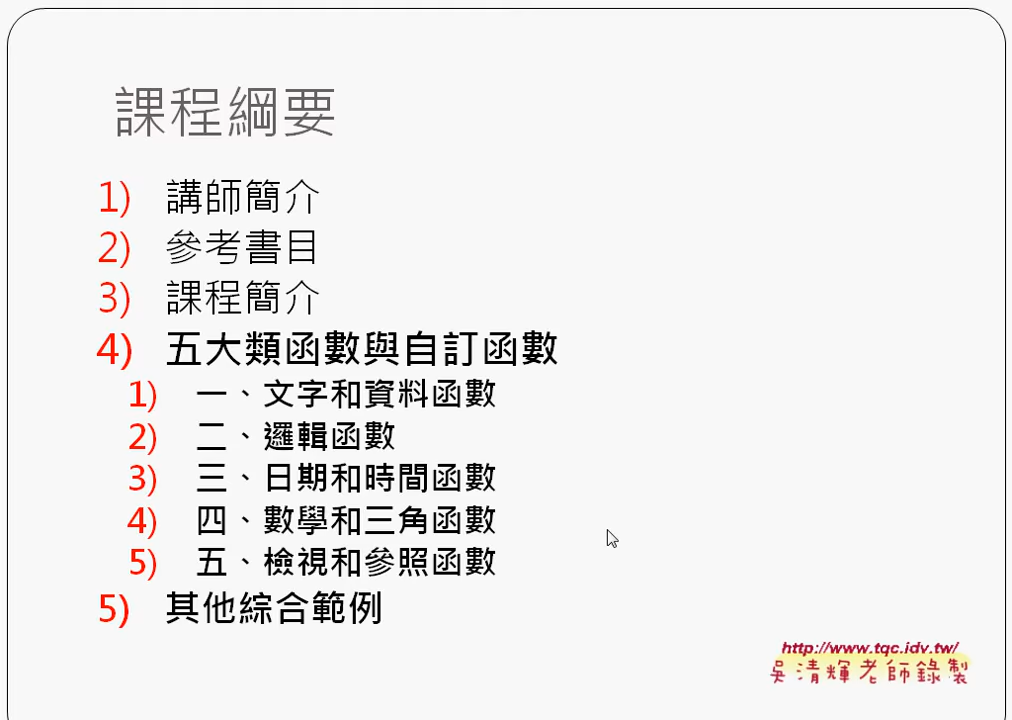 課程綱要
1) 講師簡介
2) 參考書目
3) 課程簡介
4) 五大類函數與自訂函數
1) 一、文字和資料函數
2) 二、邏輯函數
3) 三、日期和時間函數
4) 四、數學和三角函數
5) 五、檢視和參照函數
5) 其他綜合範例
http://www.tqc.idv.tw/
吳清輝老師錄製